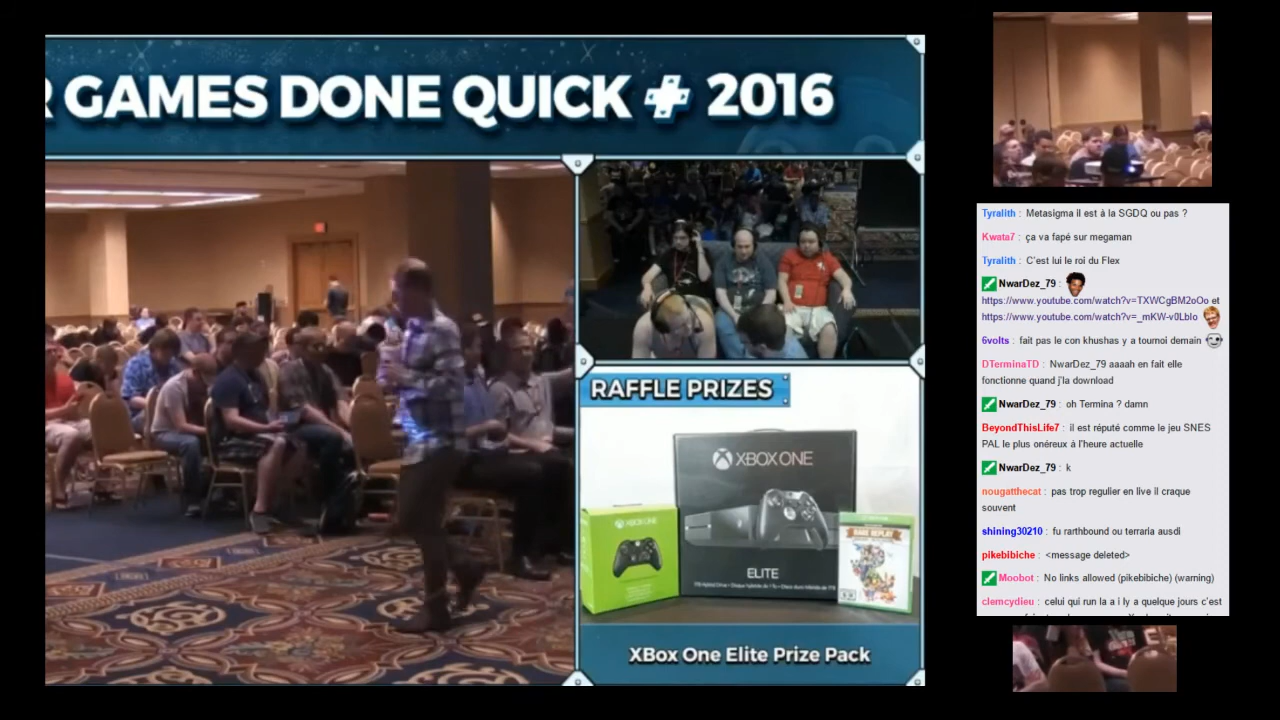 GAMES DONE QUICK 2016
RAFFLE PRIZES
XBOX ONE
XBOX ONE
ELITE
RARE REPLAY
XBox One Elite Prize Pack
Tyralith : Metasigma il est à la SGDQ ou pas ?
Kwata7 : ça va fapé sur megaman
Tyralith : C'est lui le roi du Flex
NwarDez_79 :
https://www.youtube.com/watch?v=TXWCgBM2oOo et
https://www.youtube.com/watch?v=_mKW-v0Lblo
6volts : fait pas le con khushas y a tournoi demain
DTerminaTD : NwarDez_79 aaaah en fait elle
fonctionne quand j'la download
NwarDez_79 : oh Termina ? damn
BeyondThisLife7 : il est réputé comme le jeu SNES
PAL le plus onéreux à l'heure actuelle
NwarDez_79 : k
nougatthecat : pas trop regulier en live il craque
souvent
shining30210 : fu rarthbound ou terraria ausdi
pikebibiche : <message deleted>
Moobot : No links allowed (pikebibiche) (warning)
clemcydieu : celui qui run la a i ly a quelque jours c'est